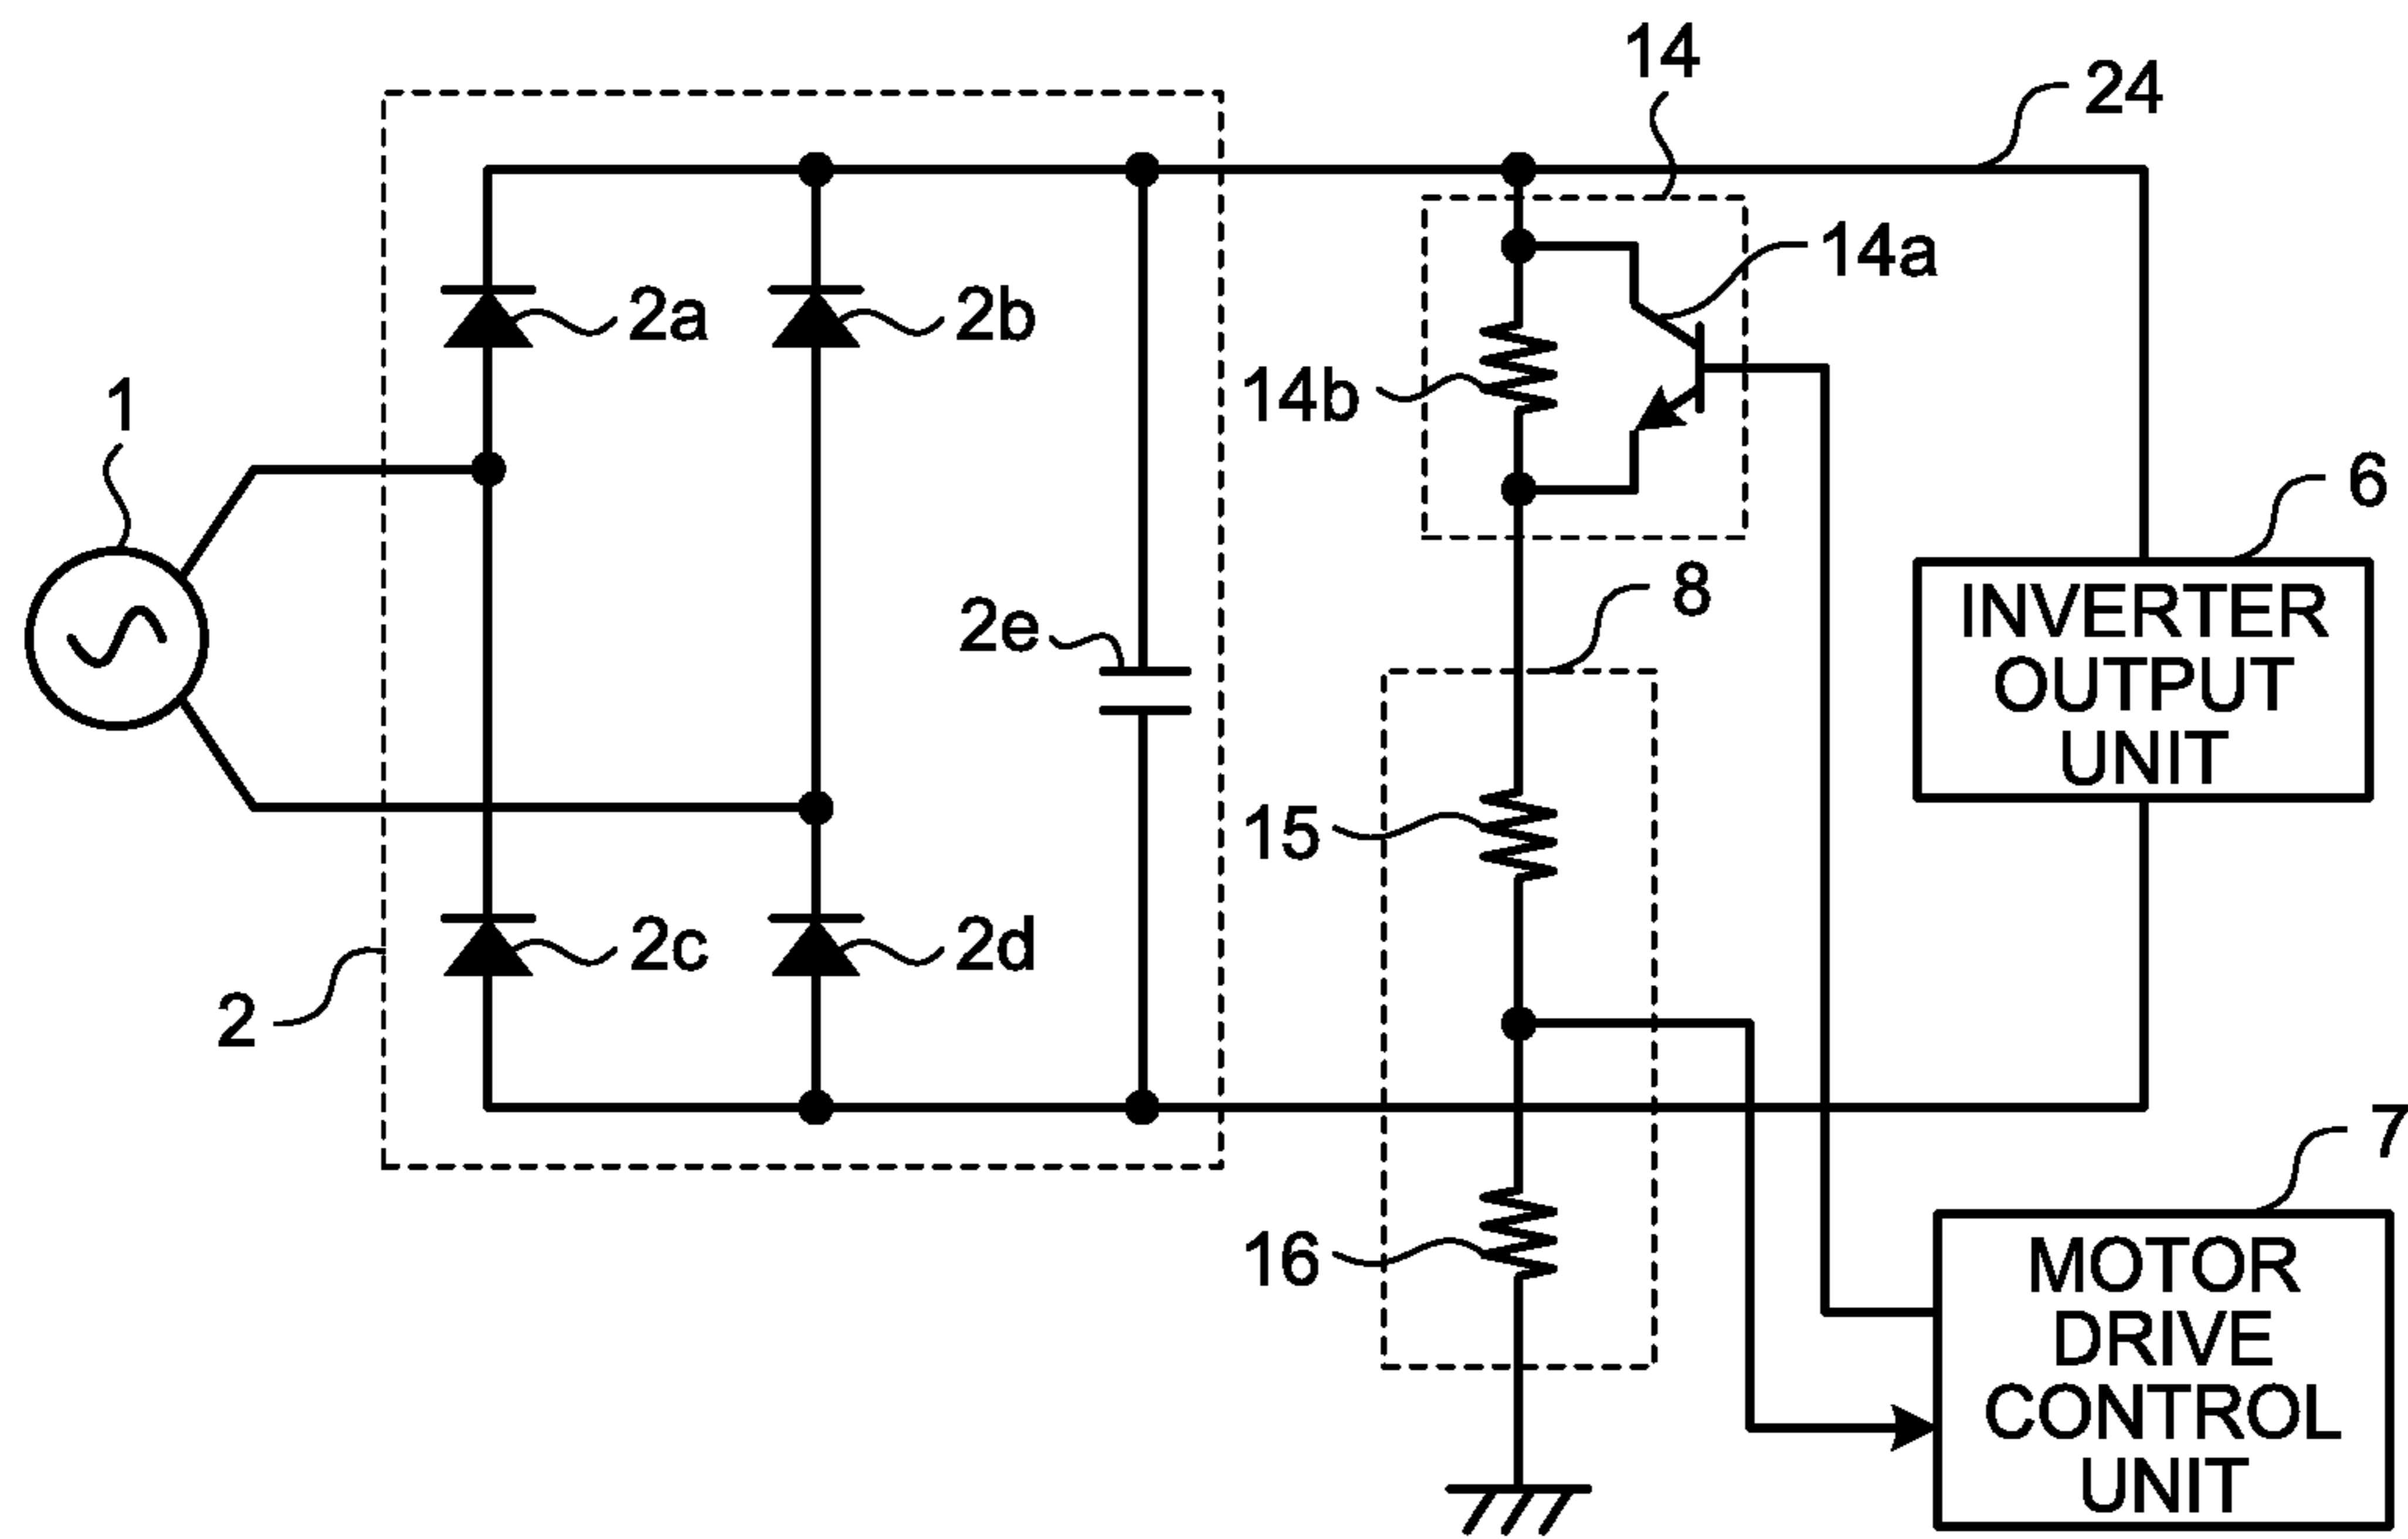 14
24
14a
2a
2b
14b
1
6
INVERTER
OUTPUT
UNIT
8
2e
15
2c
2d
2
7
16
MOTOR
DRIVE
CONTROL
UNIT